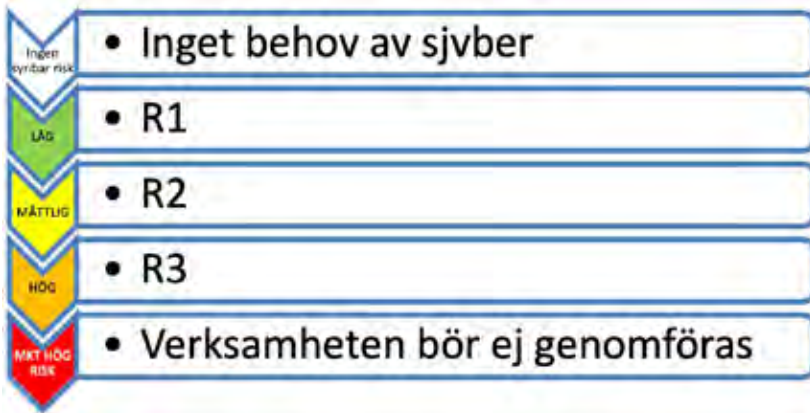 Ingen
synbar risk
• Inget behov av sjvber
LÅG
• R1
MÅTTLIG
• R2
HÖG
• R3
MKT HÖG
RISK
• Verksamheten bör ej genomföras